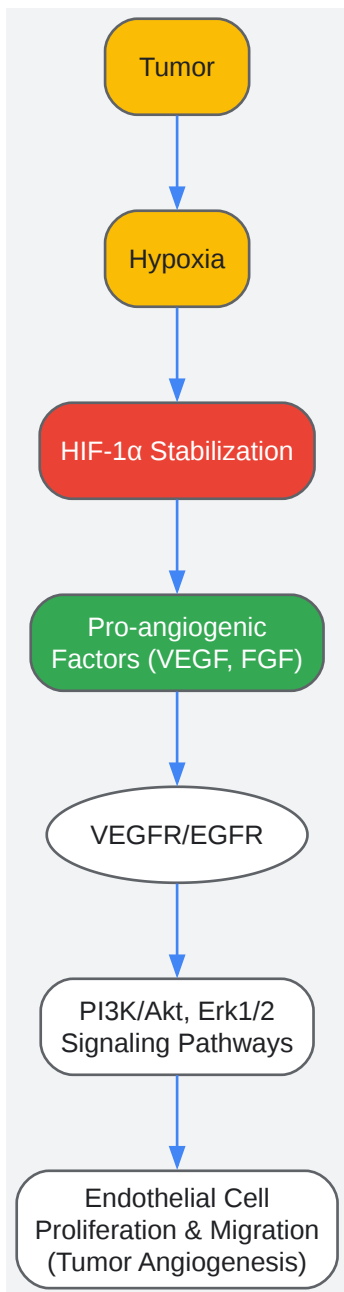 Tumor
Hypoxia
HIF-1α Stabilization
Pro-angiogenic
Factors (VEGF, FGF)
VEGFR/EGFR
PI3K/Akt, Erk1/2
Signaling Pathways
Endothelial Cell
Proliferation & Migration
(Tumor Angiogenesis)